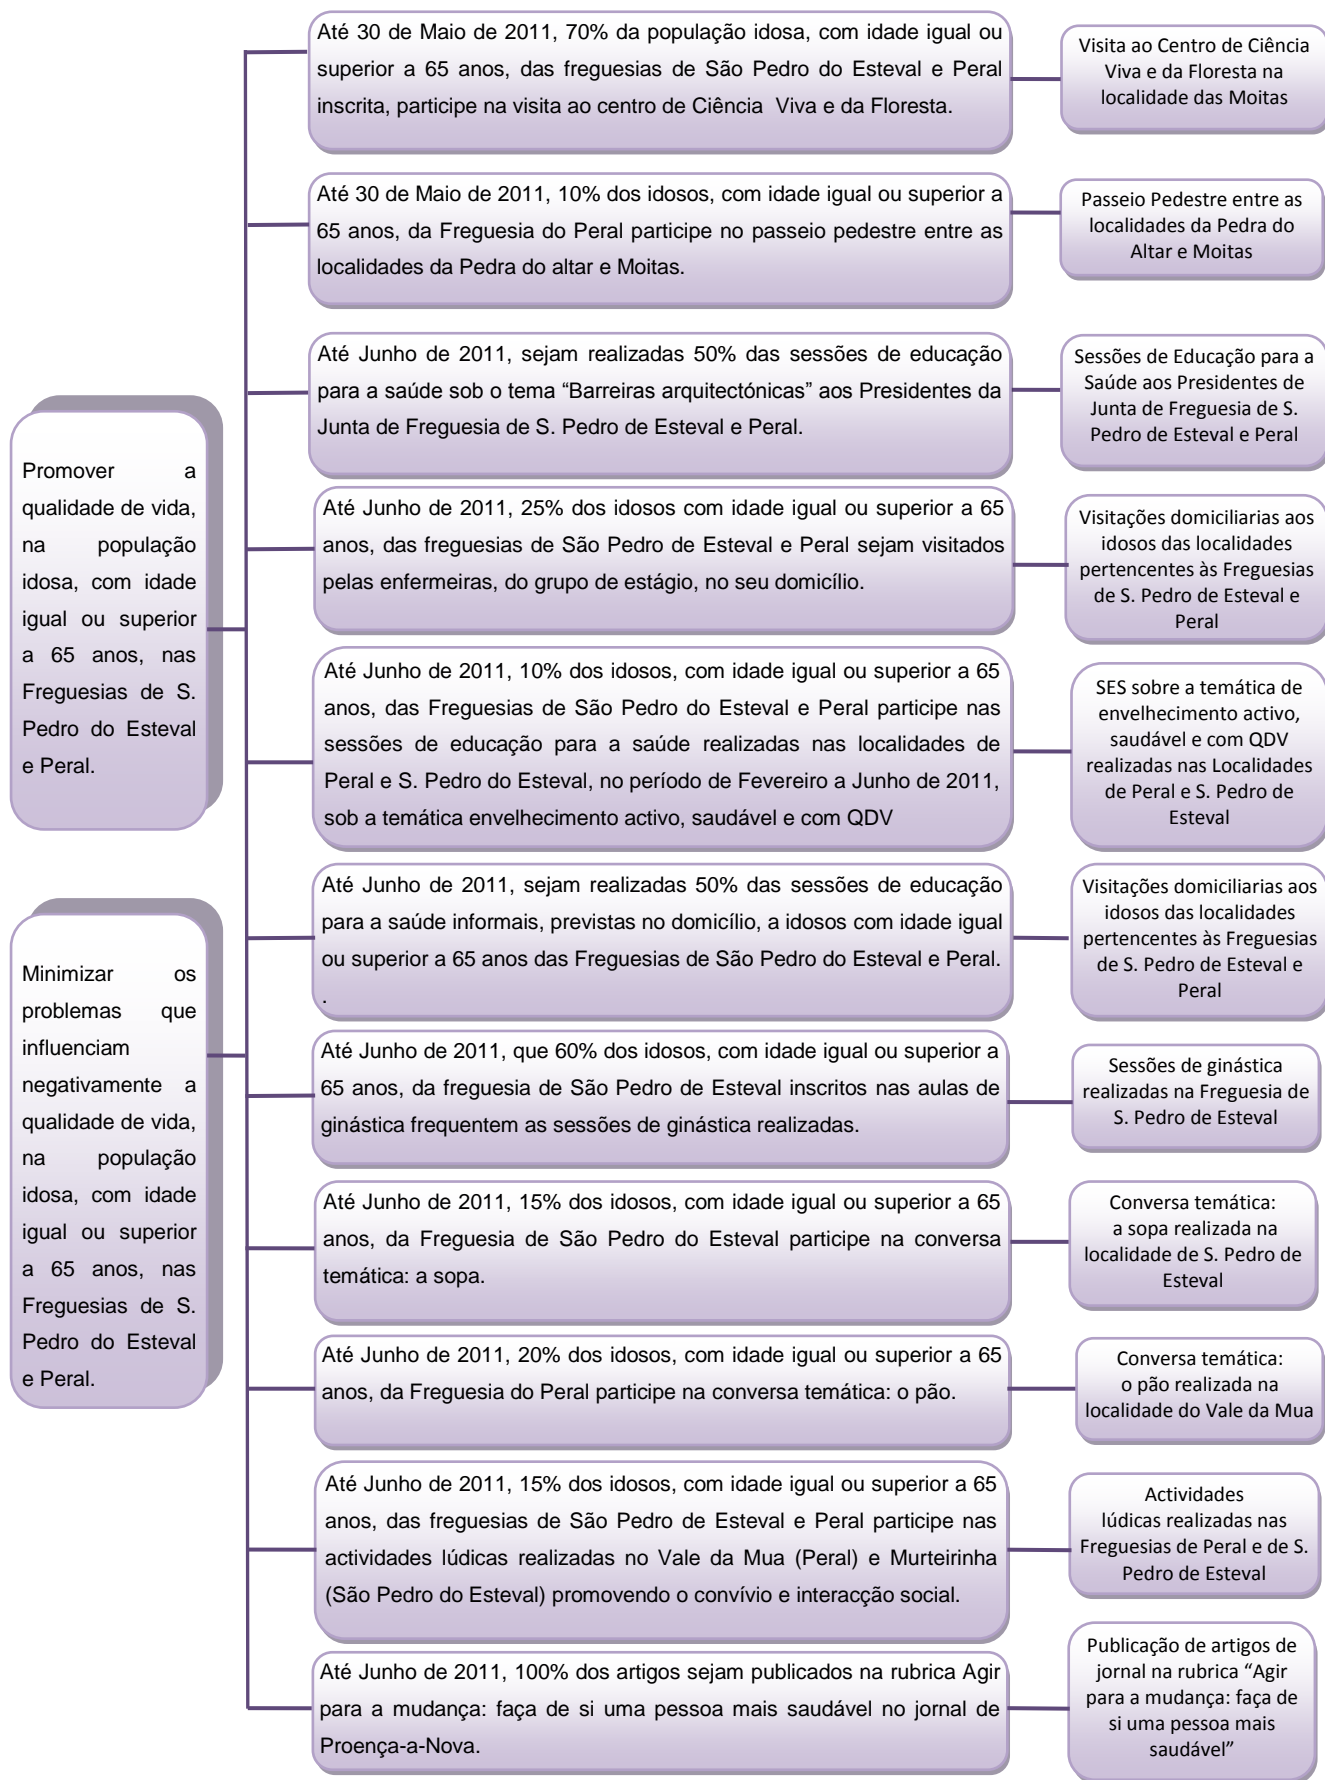 Até 30 de Maio de 2011, 70% da população idosa, com idade igual ou
superior a 65 anos, das freguesias de São Pedro do Esteval e Peral
inscrita, participe na visita ao centro de Ciência Viva e da Floresta.
Visita ao Centro de Ciência
Viva e da Floresta na
localidade das Moitas
Até 30 de Maio de 2011, 10% dos idosos, com idade igual ou superior a
65 anos, da Freguesia do Peral participe no passeio pedestre entre as
localidades da Pedra do altar e Moitas.
Passeio Pedestre entre as
localidades da Pedra do
Altar e Moitas
Até Junho de 2011, sejam realizadas 50% das sessões de educação
para a saúde sob o tema “Barreiras arquitectónicas” aos Presidentes da
Junta de Freguesia de S. Pedro de Esteval e Peral.
Sessões de Educação para a
Saúde aos Presidentes de
Junta de Freguesia de S.
Pedro de Esteval e Peral
Promover a
qualidade de vida,
na população
idosa, com idade
igual ou superior
a 65 anos, nas
Freguesias de S.
Pedro do Esteval
e Peral.
Até Junho de 2011, 25% dos idosos com idade igual ou superior a 65
anos, das freguesias de São Pedro de Esteval e Peral sejam visitados
pelas enfermeiras, do grupo de estágio, no seu domicílio.
Visitações domiciliarias aos
idosos das localidades
pertencentes às Freguesias
de S. Pedro de Esteval e
Peral
Até Junho de 2011, 10% dos idosos, com idade igual ou superior a 65
anos, das Freguesias de São Pedro do Esteval e Peral participe nas
sessões de educação para a saúde realizadas nas localidades de
Peral e S. Pedro do Esteval, no período de Fevereiro a Junho de 2011,
sob a temática envelhecimento activo, saudável e com QDV
SES sobre a temática de
envelhecimento activo,
saudável e com QDV
realizadas nas Localidades
de Peral e S. Pedro de
Esteval
Até Junho de 2011, sejam realizadas 50% das sessões de educação
para a saúde informais, previstas no domicílio, a idosos com idade igual
ou superior a 65 anos das Freguesias de São Pedro do Esteval e Peral.
.
Visitações domiciliarias aos
idosos das localidades
pertencentes às Freguesias
de S. Pedro de Esteval e
Peral
Minimizar os
problemas que
influenciam
negativamente a
qualidade de vida,
na população
idosa, com idade
igual ou superior
a 65 anos, nas
Freguesias de S.
Pedro do Esteval
e Peral.
Até Junho de 2011, que 60% dos idosos, com idade igual ou superior a
65 anos, da freguesia de São Pedro de Esteval inscritos nas aulas de
ginástica frequentem as sessões de ginástica realizadas.
Sessões de ginástica
realizadas na Freguesia de
S. Pedro de Esteval
Até Junho de 2011, 15% dos idosos, com idade igual ou superior a 65
anos, da Freguesia de São Pedro do Esteval participe na conversa
temática: a sopa.
Conversa temática:
a sopa realizada na
localidade de S. Pedro de
Esteval
Até Junho de 2011, 20% dos idosos, com idade igual ou superior a 65
anos, da Freguesia do Peral participe na conversa temática: o pão.
Conversa temática:
o pão realizada na
localidade do Vale da Mua
Até Junho de 2011, 15% dos idosos, com idade igual ou superior a 65
anos, das freguesias de São Pedro de Esteval e Peral participe nas
actividades lúdicas realizadas no Vale da Mua (Peral) e Murteirinha
(São Pedro do Esteval) promovendo o convívio e interacção social.
Actividades
lúdicas realizadas nas
Freguesias de Peral e de S.
Pedro de Esteval
Até Junho de 2011, 100% dos artigos sejam publicados na rubrica Agir
para a mudança: faça de si uma pessoa mais saudável no jornal de
Proença-a-Nova.
Publicação de artigos de
jornal na rubrica “Agir
para a mudança: faça de
si uma pessoa mais
saudável”